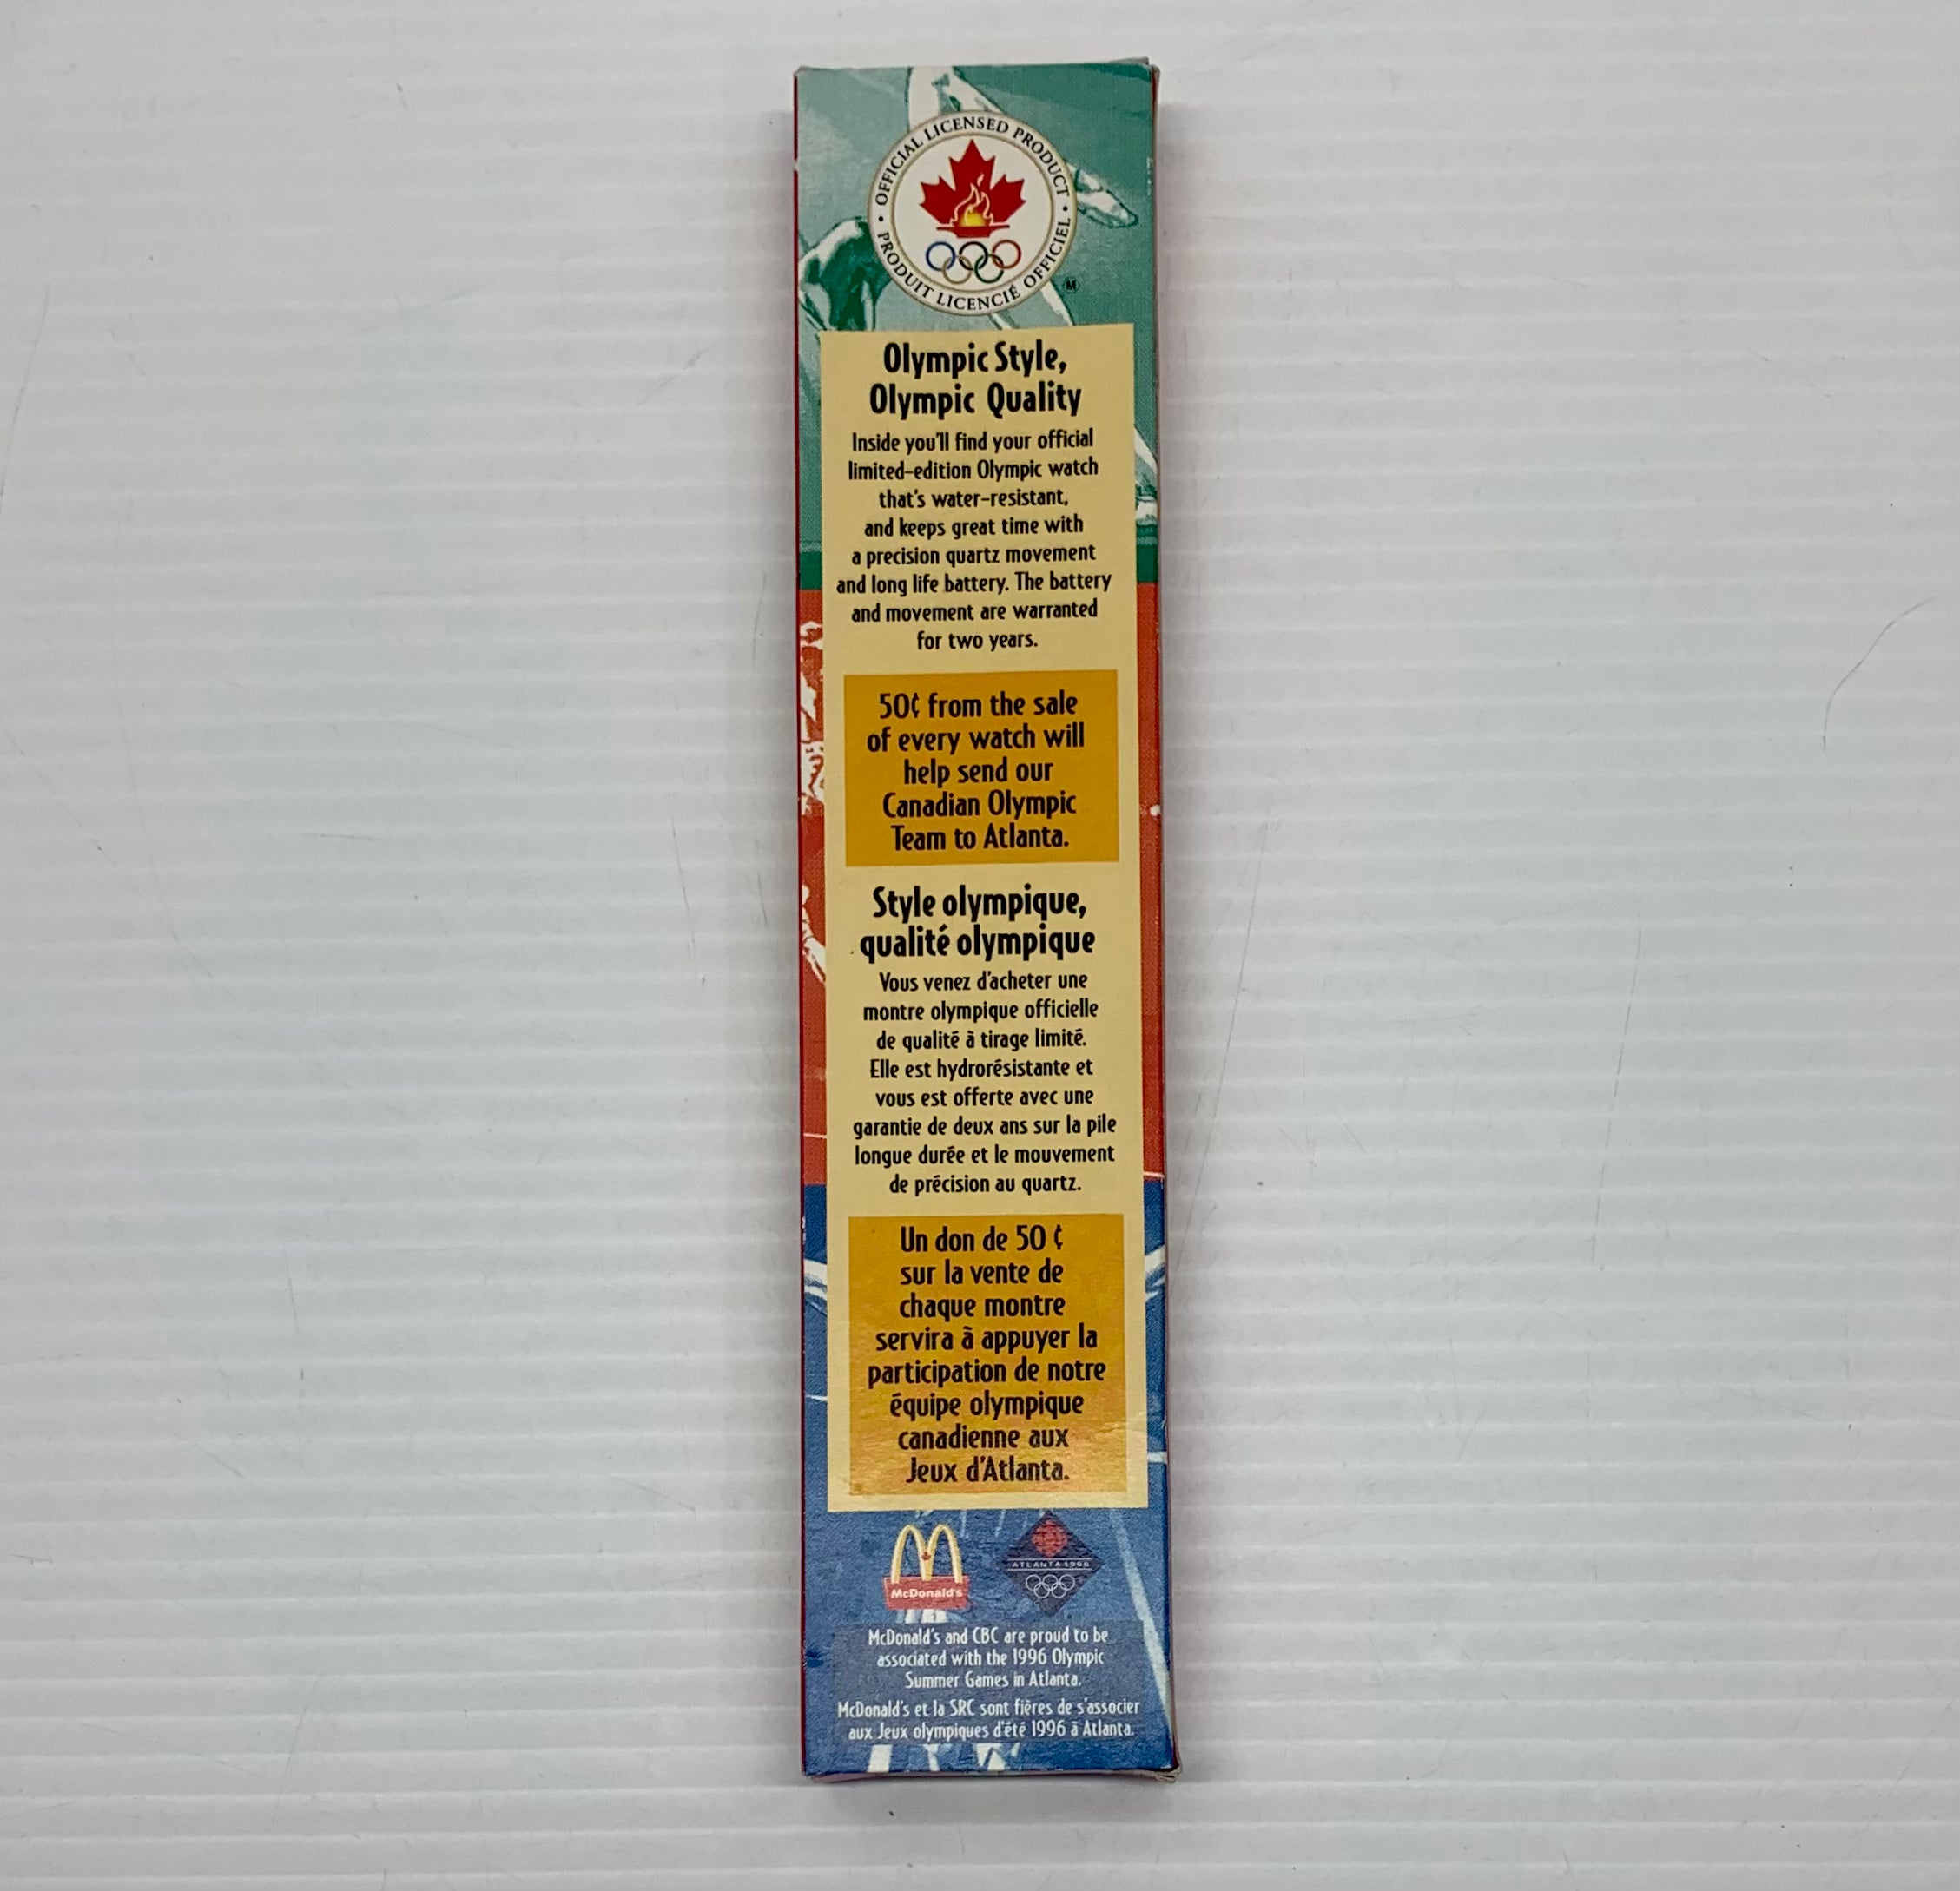 • OFFICIAL LICENSED PRODUCT •
PRODUIT LICENCIÉ OFFICIEL
M
Olympic Style,
Olympic Quality
Inside you'll find your official
limited-edition Olympic watch
that's water-resistant,
and keeps great time with
a precision quartz movement
and long life battery. The battery
and movement are warranted
for two years.
50¢ from the sale
of every watch will
help send our
Canadian Olympic
Team to Atlanta.
Style olympique,
qualité olympique
Vous venez d'acheter une
montre olympique officielle
de qualité à tirage limité.
Elle est hydrorésistante et
vous est offerte avec une
garantie de deux ans sur la pile
longue durée et le mouvement
de précision au quartz.
Un don de 50 ¢
sur la vente de
chaque montre
servira à appuyer la
participation de notre
équipe olympique
canadienne aux
Jeux d'Atlanta.
McDonald's
ATLANTA 1996
McDonald's and CBC are proud to be
associated with the 1996 Olympic
Summer Games in Atlanta.
McDonald's et la SRC sont fières de s'associer
aux Jeux olympiques d'été 1996 à Atlanta.